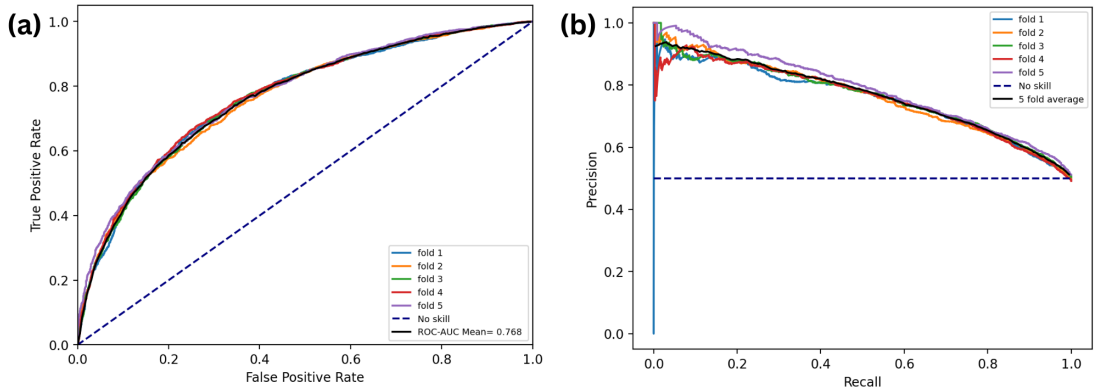 (a)
1.0
0.8
0.6
0.4
0.2
0.0
True Positive Rate
0.0 0.2 0.4 0.6 0.8 1.0
False Positive Rate
fold 1
fold 2
fold 3
fold 4
fold 5
No skill
ROC-AUC Mean= 0.768
(b)
1.0
0.8
0.6
0.4
0.2
0.0
Precision
0.0 0.2 0.4 0.6 0.8 1.0
Recall
fold 1
fold 2
fold 3
fold 4
fold 5
No skill
5 fold average